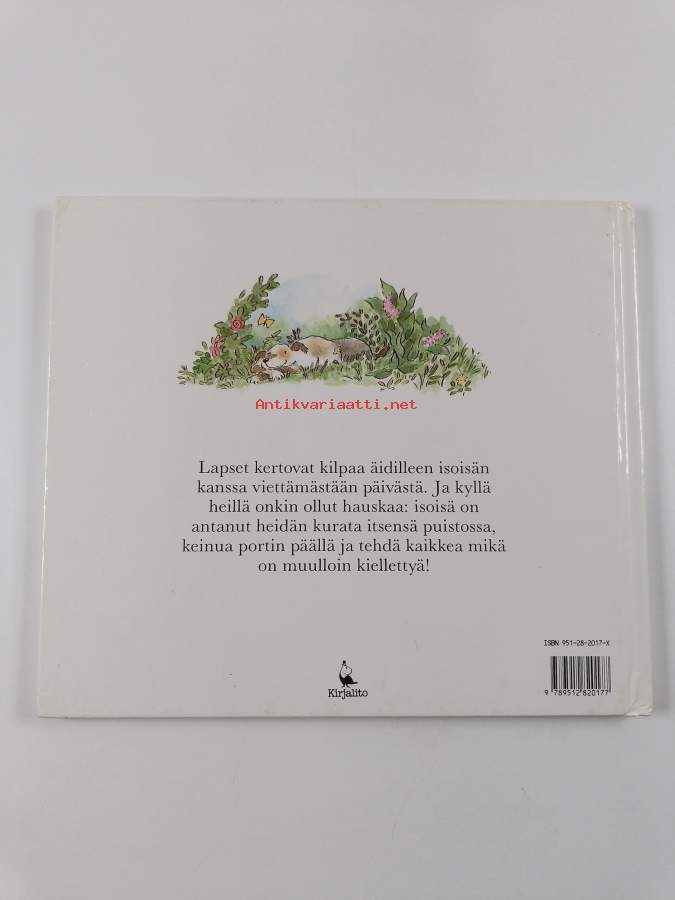 Antikvariaatti.net
Lapset kertovat kilpaa äidilleen isoisän
kanssa viettämästään päivästä. Ja kyllä
heillä onkin ollut hauskaa: isoisä on
antanut heidän kurata itsensä puistossa,
keinua portin päällä ja tehdä kaikkea mikä
on muulloin kiellettyä!
ISBN 951-28-2017-X
Kirjalito
9 789512 820177